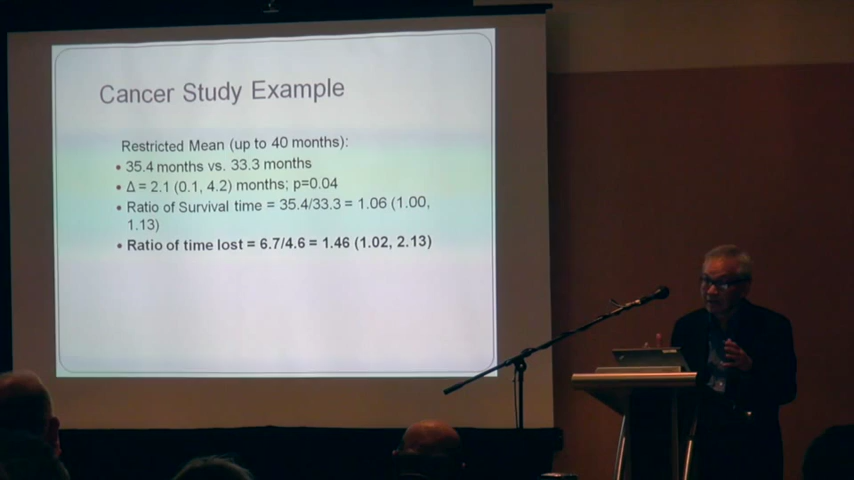 Cancer Study Example
Restricted Mean (up to 40 months):
• 35.4 months vs. 33.3 months
• Δ = 2.1 (0.1, 4.2) months; p=0.04
• Ratio of Survival time = 35.4/33.3 = 1.06 (1.00,
1.13)
• Ratio of time lost = 6.7/4.6 = 1.46 (1.02, 2.13)